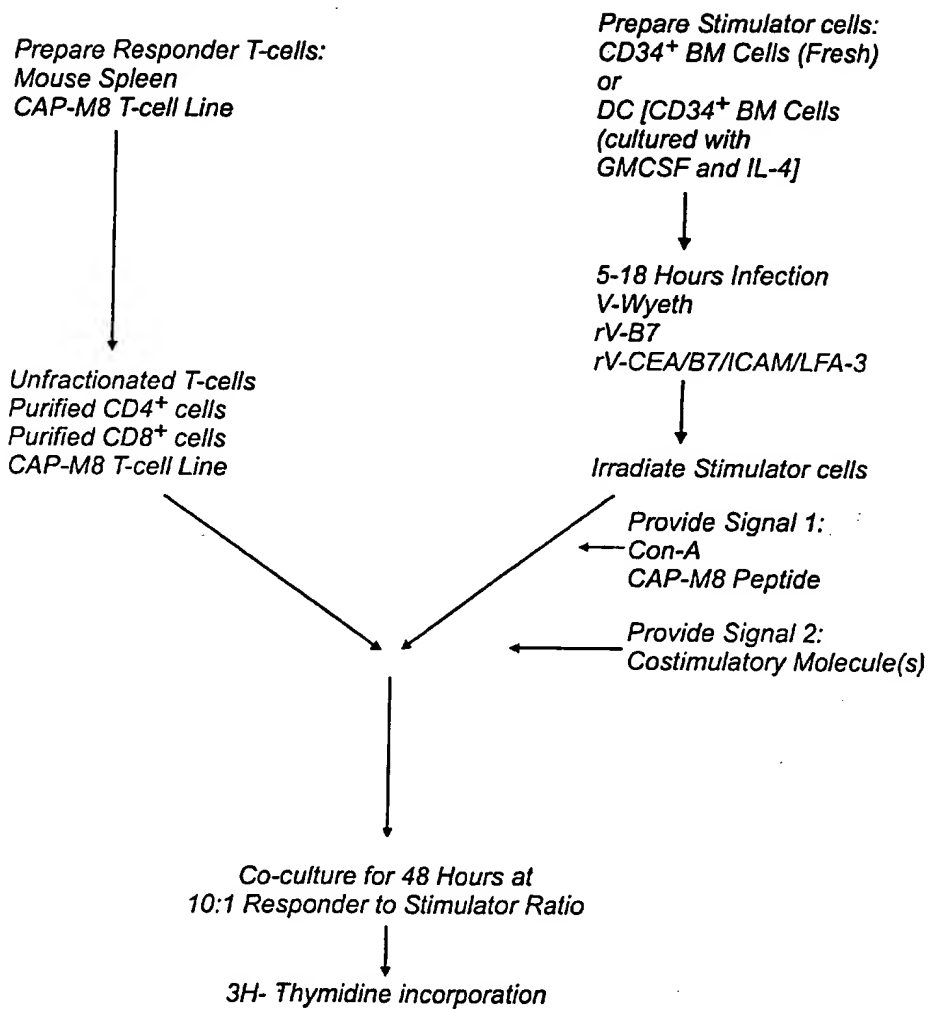 Prepare Responder T-cells:
Mouse Spleen
CAP-M8 T-cell Line
Prepare Stimulator cells:
CD34+ BM Cells (Fresh)
or
DC [CD34+ BM Cells
(cultured with
GMCSF and IL-4]
5-18 Hours Infection
V-Wyeth
rV-B7
rV-CEA/B7/ICAM/LFA-3
Unfractionated T-cells
Purified CD4+ cells
Purified CD8+ cells
CAP-M8 T-cell Line
Irradiate Stimulator cells
Provide Signal 1:
Con-A
CAP-M8 Peptide
Provide Signal 2:
Costimulatory Molecule(s)
Co-culture for 48 Hours at
10:1 Responder to Stimulator Ratio
3H- Thymidine incorporation